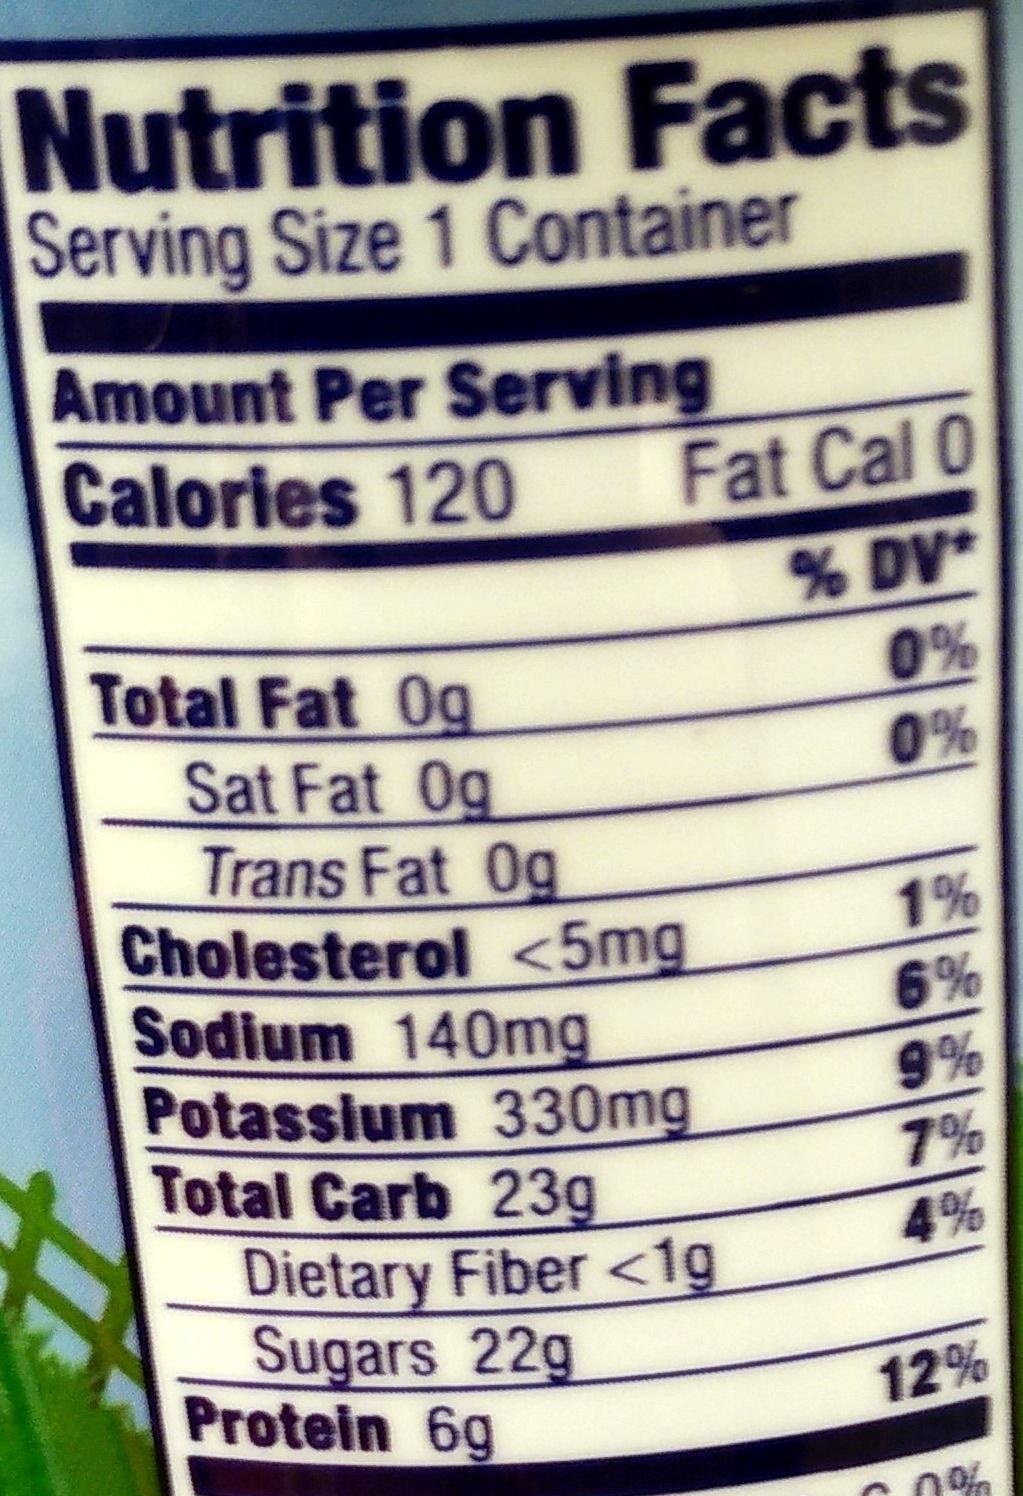 Nutrition Facts
Serving Size 1 Container
Amount Per Serving
Calories 120 Fat Cal 0
% DV*
Total Fat 0g 0%
Sat Fat 0g 0%
Trans Fat 0g
Cholesterol <5mg 1%
Sodium 140mg 6%
Potassium 330mg 9%
Total Carb 23g 7%
Dietary Fiber <1g 4%
Sugars 22g
Protein 6g 12%
0%